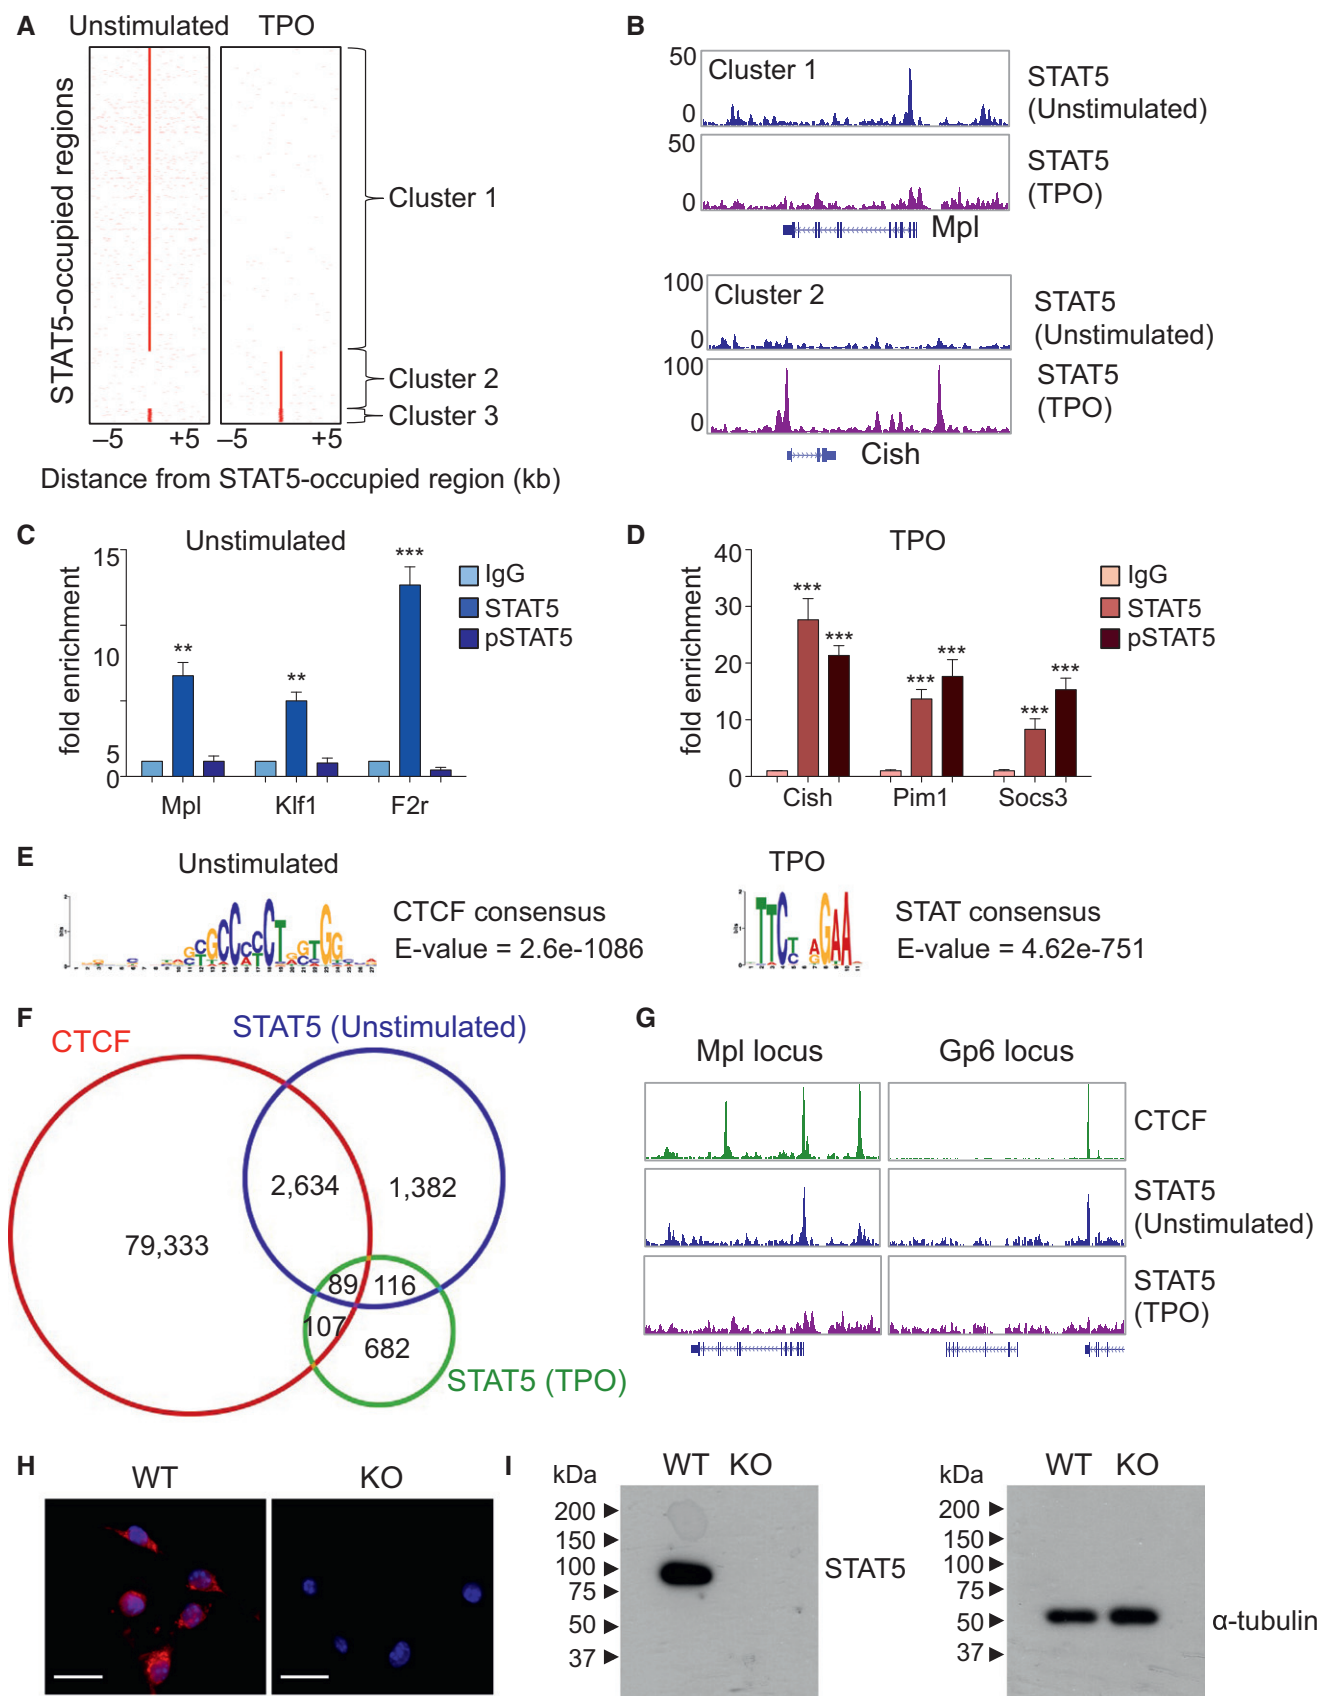 A
Unstimulated TPO
STAT5-occupied regions
Cluster 1
Cluster 2
Cluster 3
–5 +5 –5 +5
Distance from STAT5-occupied region (kb)
B
50
0
Cluster 1
STAT5
(Unstimulated)
50
0
STAT5
(TPO)
Mpl
100
0
Cluster 2
STAT5
(Unstimulated)
100
0
STAT5
(TPO)
Cish
C
Unstimulated
fold enrichment
15
10
5
0
** ** ***
IgG
STAT5
pSTAT5
Mpl Klf1 F2r
D
TPO
fold enrichment
40
30
20
10
0
*** *** *** *** *** ***
IgG
STAT5
pSTAT5
Cish Pim1 Socs3
E
Unstimulated
CTCF consensus
E-value = 2.6e-1086
TPO
STAT consensus
E-value = 4.62e-751
F
CTCF
STAT5 (Unstimulated)
2,634 1,382
79,333
89 116
107
682
STAT5 (TPO)
G
Mpl locus Gp6 locus
CTCF
STAT5
(Unstimulated)
STAT5
(TPO)
H
WT KO
I
kDa WT KO
200
150
100
75
50
37
STAT5
kDa WT KO
200
150
100
75
50
37
α-tubulin